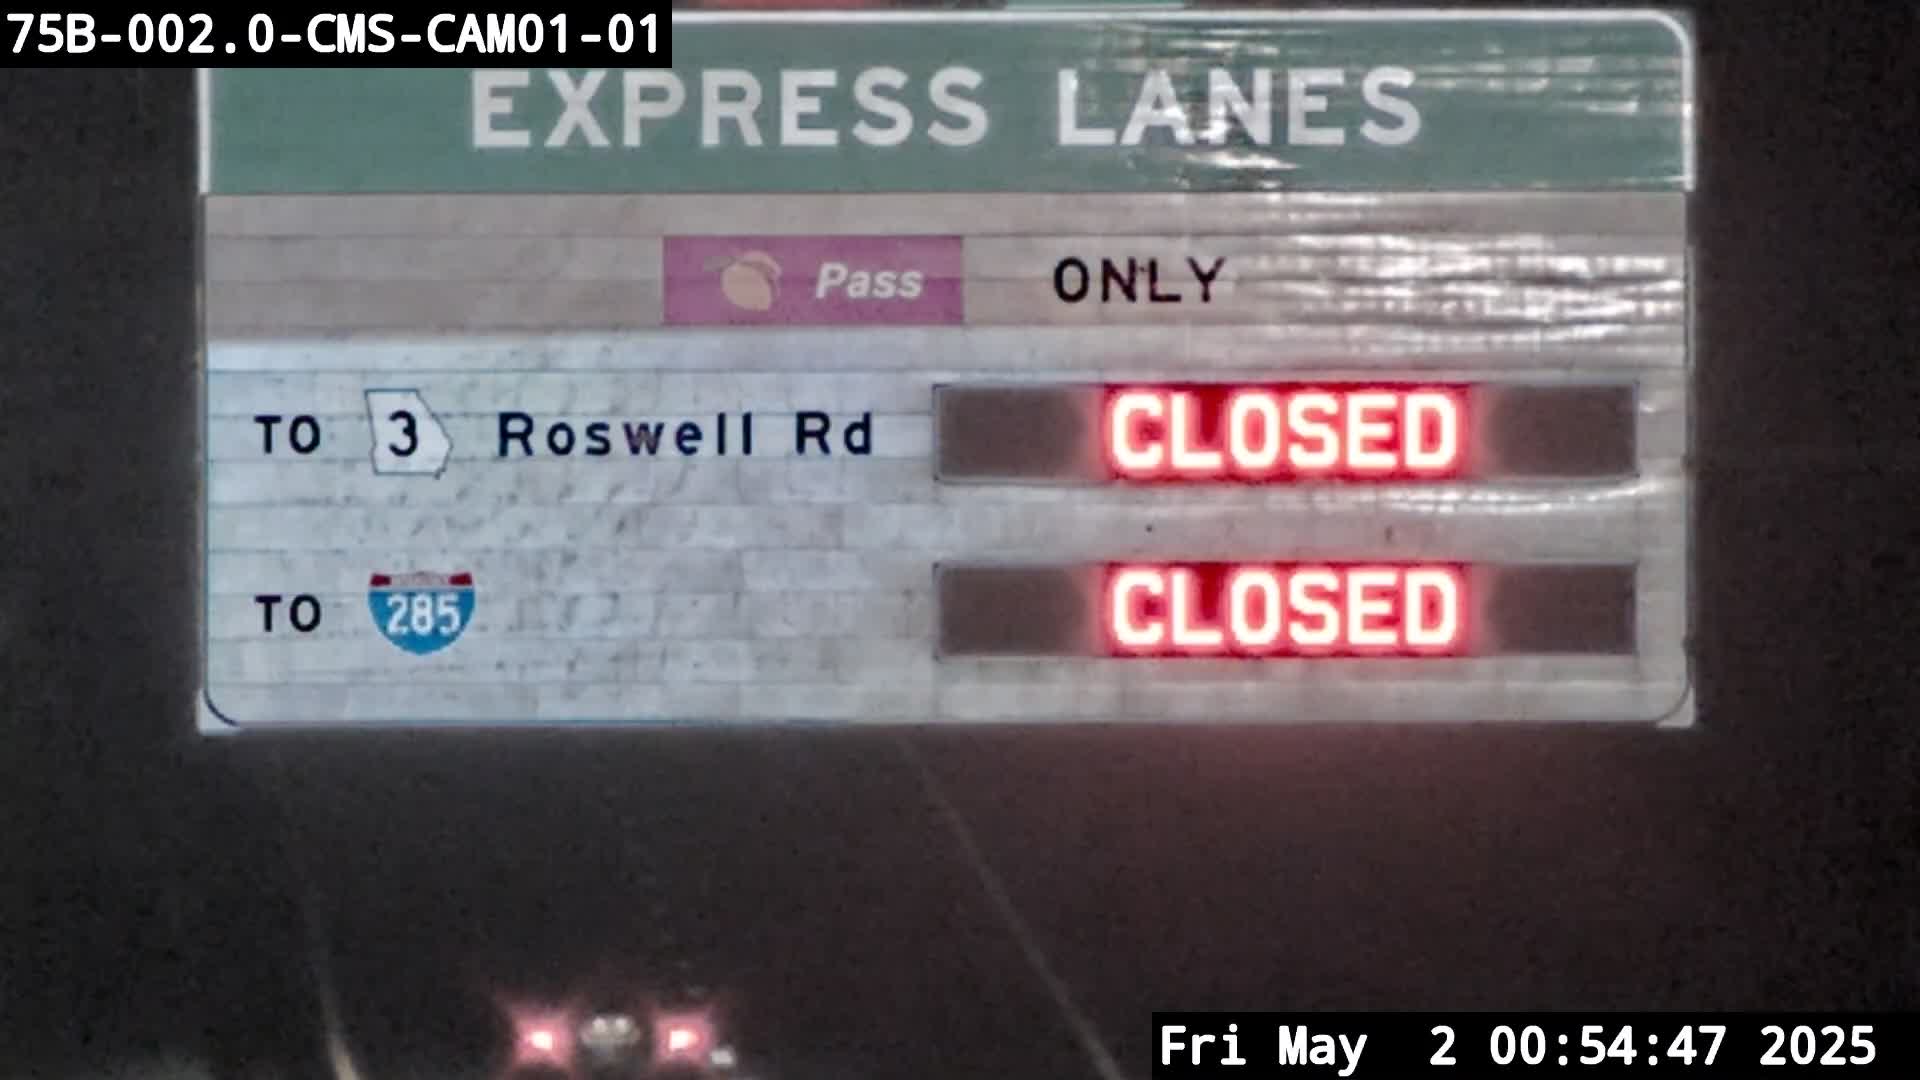 75B-002.0-CMS-CAM01-01
EXPRESS LANES
Pass ONLY
TO 3 Roswell Rd CLOSED
TO 285 CLOSED
Fri May 2 00:54:47 2025